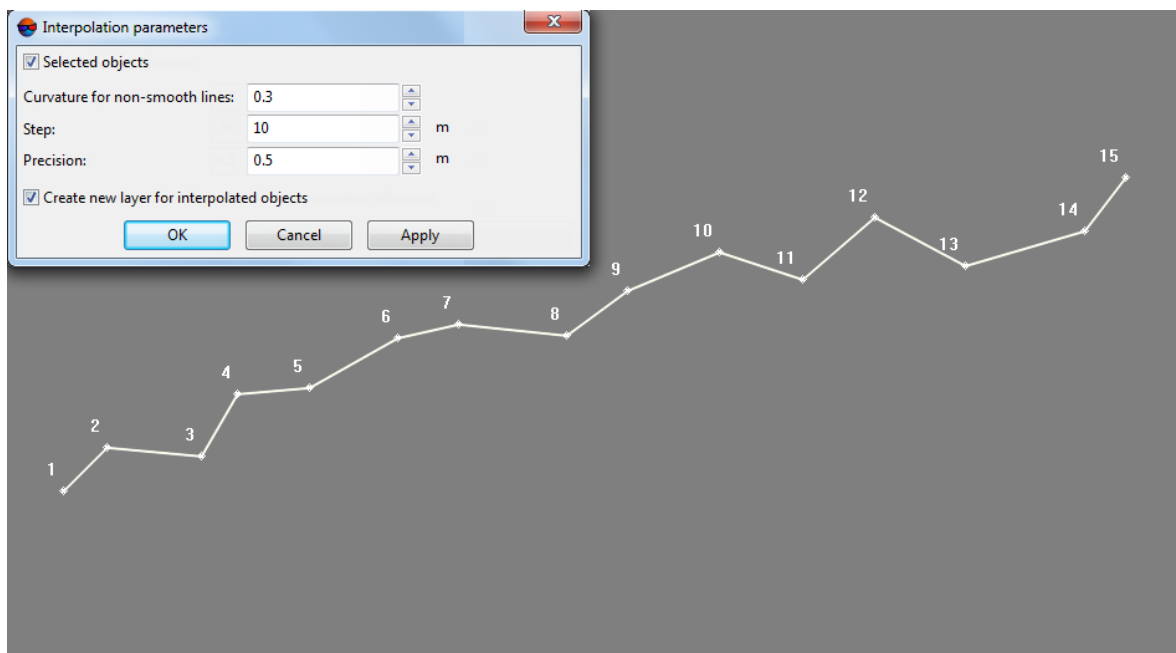 Interpolation parameters
Selected objects
Curvature for non-smooth lines: 0.3
Step: 10 m
Precision: 0.5 m
Create new layer for interpolated objects
OK Cancel Apply
15
14
12
13
10
11
9
8
7
6
5
4
3
2
1